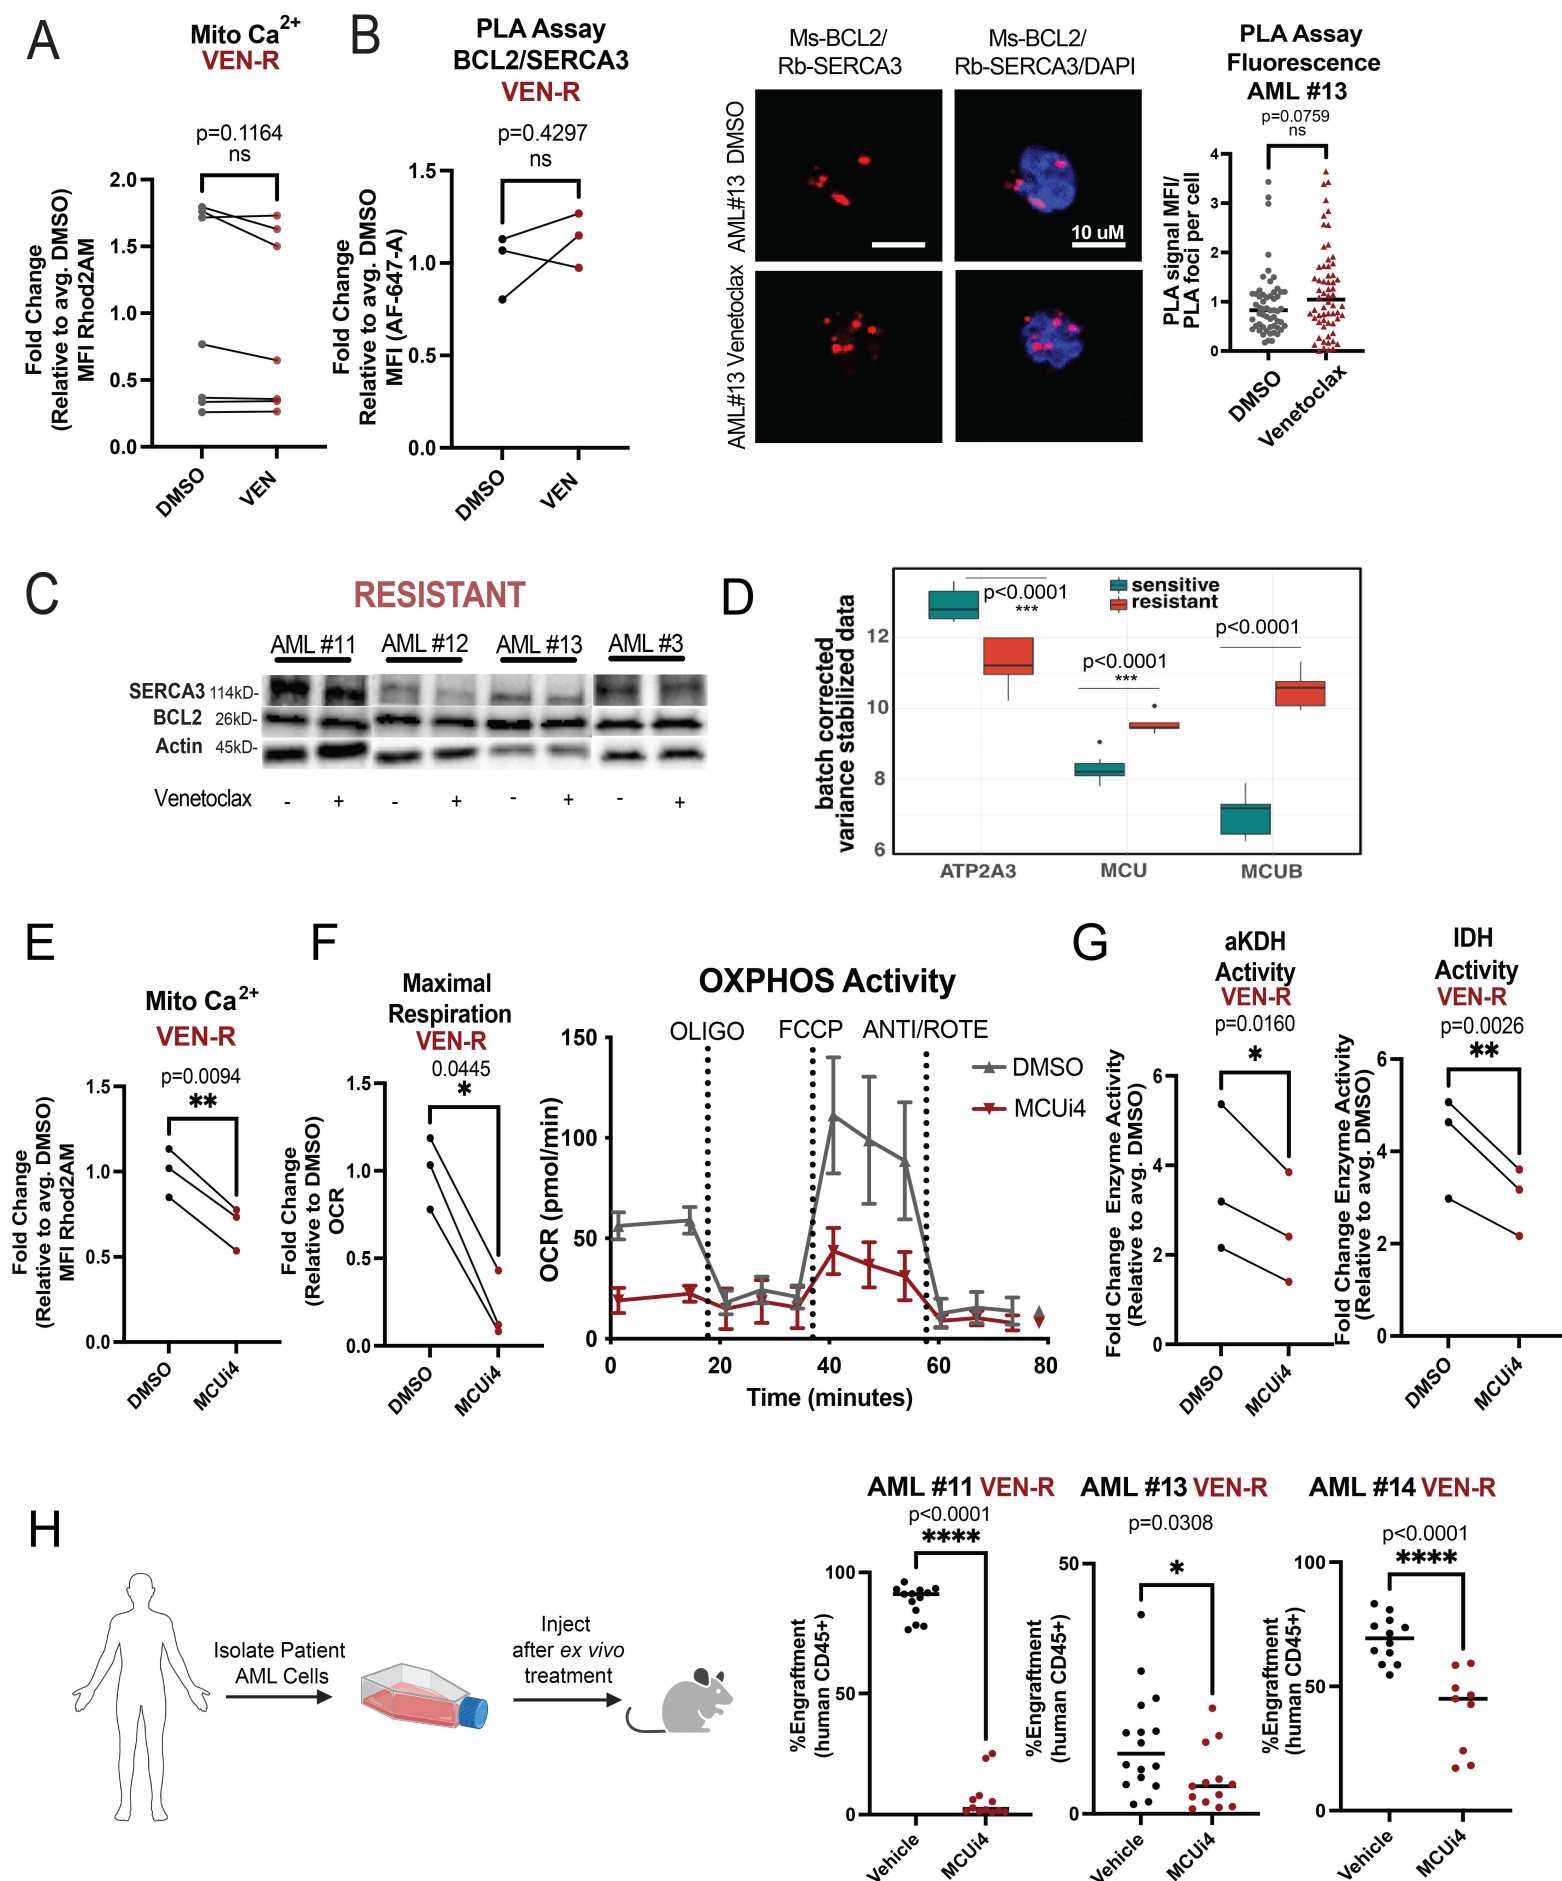 A
Mito Ca2+
VEN-R
p=0.1164
ns
Fold Change
(Relative to avg. DMSO)
MFI Rhod2AM
2.0
1.5
1.0
0.5
0.0
DMSO
VEN
B
PLA Assay
BCL2/SERCA3
VEN-R
p=0.4297
ns
Fold Change
Relative to avg. DMSO
MFI (AF-647-A)
1.5
1.0
0.5
0.0
DMSO
VEN
Ms-BCL2/
Rb-SERCA3
Ms-BCL2/
Rb-SERCA3/DAPI
AML#13 DMSO
AML#13 Venetoclax
10 uM
PLA Assay
Fluorescence
AML #13
p=0.0759
ns
PLA signal MFI/
PLA foci per cell
4
3
2
1
0
DMSO
Venetoclax
C
RESISTANT
AML #11
AML #12
AML #13
AML #3
SERCA3 114kD-
BCL2 26kD-
Actin 45kD-
Venetoclax - + - + - + - +
D
batch corrected
variance stabilized data
12
10
8
6
p<0.0001
***
p<0.0001
***
p<0.0001
sensitive
resistant
ATP2A3
MCU
MCUB
E
Mito Ca2+
VEN-R
p=0.0094
**
Fold Change
(Relative to avg. DMSO)
MFI Rhod2AM
1.5
1.0
0.5
0.0
DMSO
MCUi4
F
Maximal
Respiration
VEN-R
0.0445
*
Fold Change
(Relative to DMSO)
OCR
1.5
1.0
0.5
0.0
DMSO
MCUi4
OXPHOS Activity
OLIGO
FCCP
ANTI/ROTE
DMSO
MCUi4
OCR (pmol/min)
150
100
50
0
0
20
40
60
80
Time (minutes)
G
aKDH
Activity
VEN-R
p=0.0160
*
Fold Change Enzyme Activity
(Relative to avg. DMSO)
6
4
2
0
DMSO
MCUi4
IDH
Activity
VEN-R
p=0.0026
**
Fold Change Enzyme Activity
(Relative to avg. DMSO)
6
4
2
0
DMSO
MCUi4
H
Isolate Patient
AML Cells
Inject
after ex vivo
treatment
AML #11 VEN-R
p<0.0001
****
%Engraftment
(human CD45+)
100
50
0
Vehicle
MCUi4
AML #13 VEN-R
p=0.0308
*
%Engraftment
(human CD45+)
50
0
Vehicle
MCUi4
AML #14 VEN-R
p<0.0001
****
%Engraftment
(human CD45+)
100
50
0
Vehicle
MCUi4